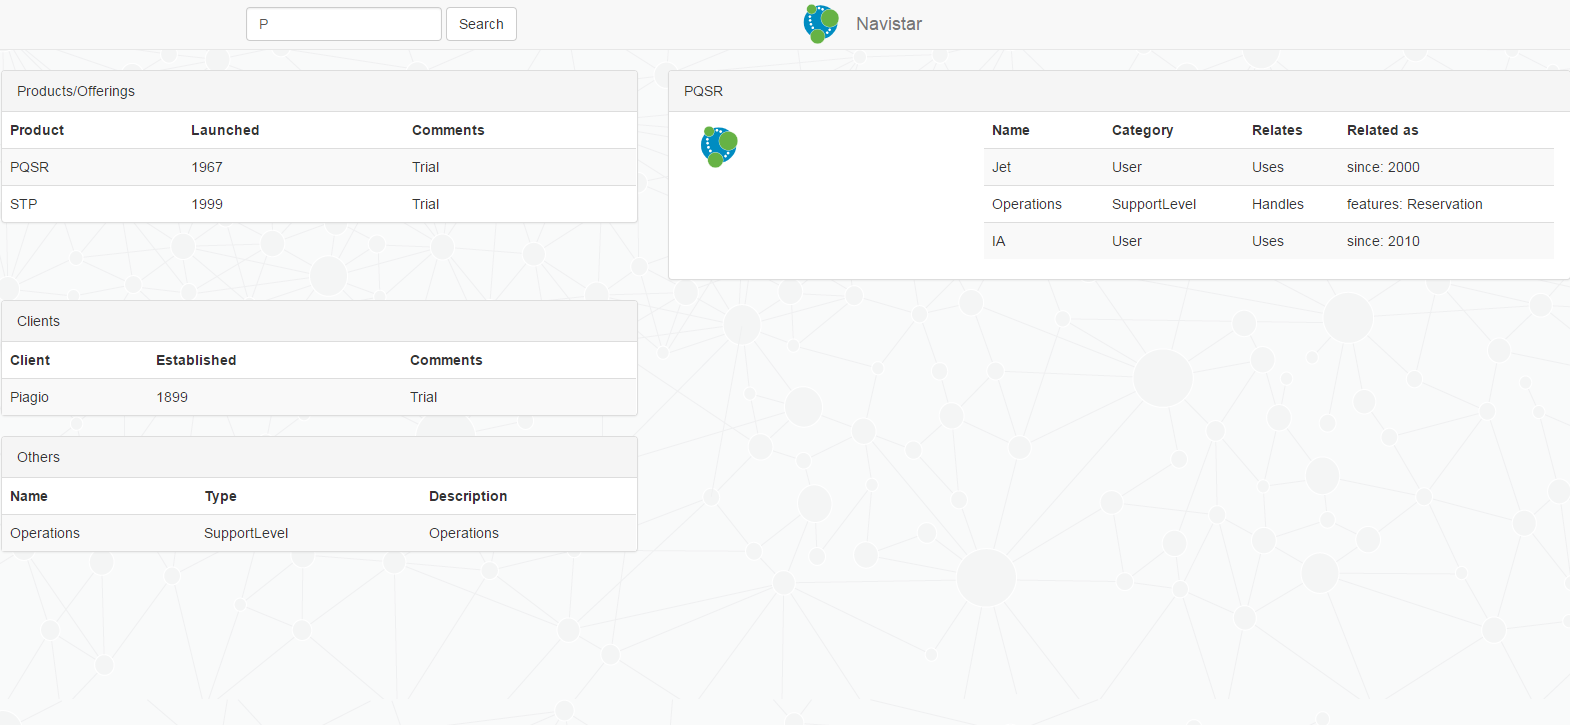 P Search Navistar
Products/Offerings
Product Launched Comments
PQSR 1967 Trial
STP 1999 Trial
Clients
Client Established Comments
Piagio 1899 Trial
Others
Name Type Description
Operations SupportLevel Operations
PQSR
Name Category Relates Related as
Jet User Uses since: 2000
Operations SupportLevel Handles features: Reservation
IA User Uses since: 2010